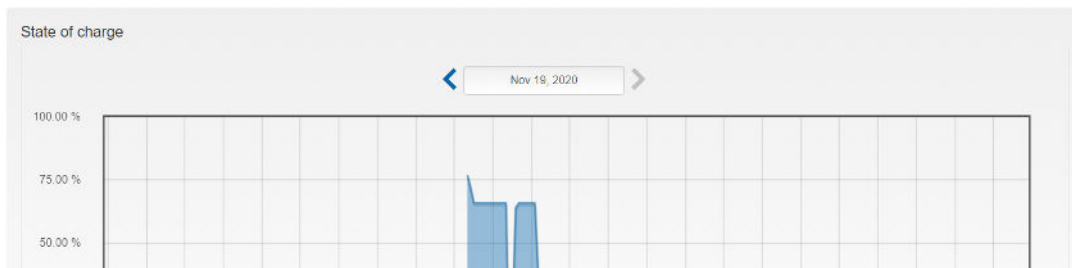 State of charge
Nov 19, 2020
100.00 %
75.00 %
50.00 %